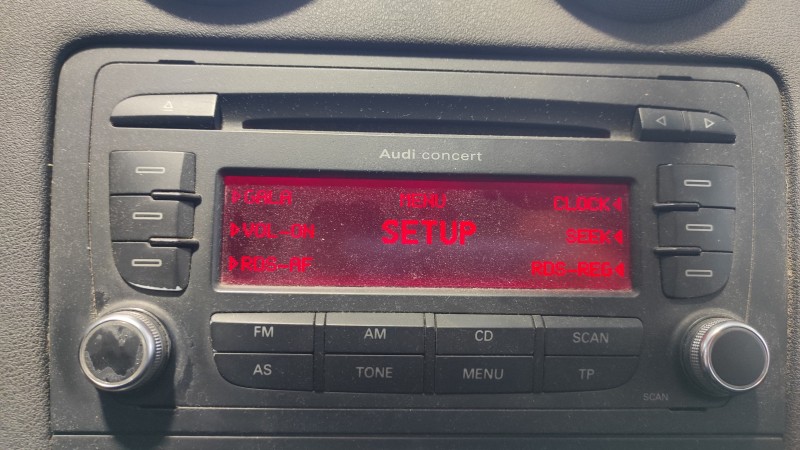 Audi concert
MENU
CLOCK
VOL-ON
SETUP
SEEK
RDS-AF
RDS-REG
FM
AM
CD
SCAN
AS
TONE
MENU
TP
SCAN